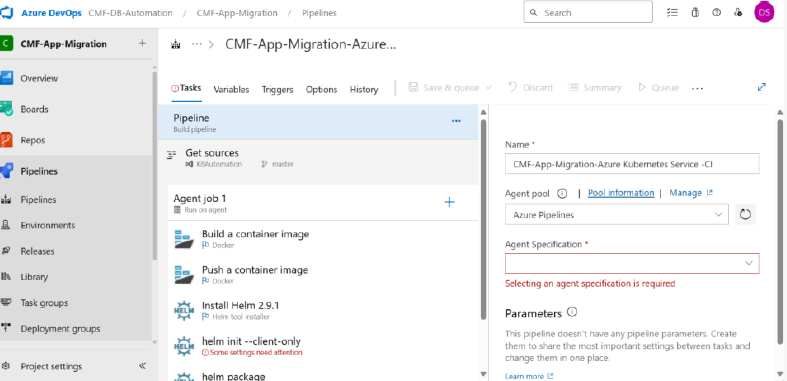 Azure DevOps CMF-DB-Automation / CMF-App-Migration / Pipelines
Search
DS
C CMF-App-Migration +
··· > CMF-App-Migration-Azure...
Overview
Boards
Repos
Pipelines
Pipelines
Environments
Releases
Library
Task groups
Deployment groups
Project settings
Tasks Variables Triggers Options History
Save & queue Discard Summary Queue ...
Pipeline
Build pipeline
Get sources
K8Automation master
Agent job 1
Run on agent
Build a container image
Docker
Push a container image
Docker
HELM
Install Helm 2.9.1
Helm tool installer
HELM
helm init --client-only
Some settings need attention
HELM
helm package
Name *
CMF-App-Migration-Azure Kubernetes Service -CI
Agent pool | Pool information | Manage
Azure Pipelines
Agent Specification *
Selecting an agent specification is required
Parameters
This pipeline doesn't have any pipeline parameters. Create
them to share the most important settings between tasks and
change them in one place.
Learn more